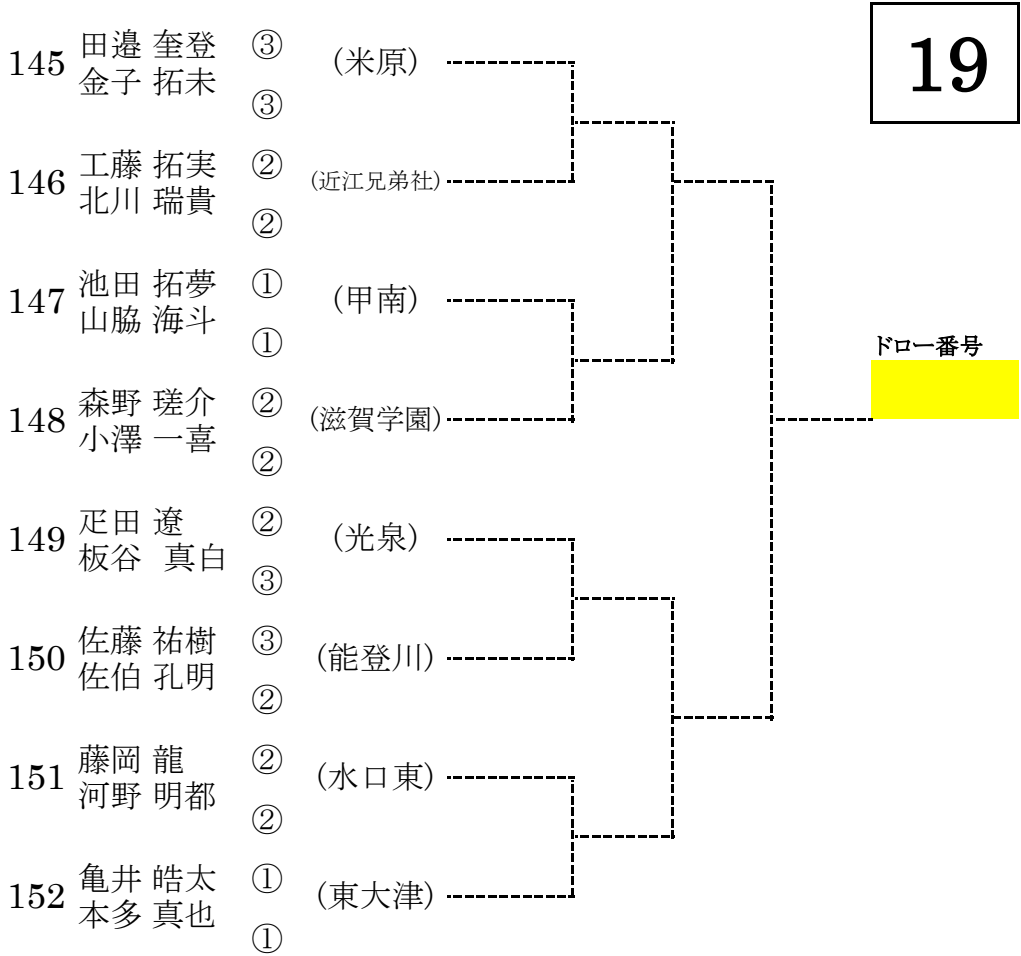 19
145 田邉 奎登 ③ (米原)
金子 拓未 ③
146 工藤 拓実 ② (近江兄弟社)
北川 瑞貴 ②
147 池田 拓夢 ① (甲南)
山脇 海斗 ①
ドロー番号
148 森野 瑳介 ② (滋賀学園)
小澤 一喜 ②
149 疋田 遼 ② (光泉)
板谷 真白 ③
150 佐藤 祐樹 ③ (能登川)
佐伯 孔明 ②
151 藤岡 龍 ② (水口東)
河野 明都 ②
152 亀井 皓太 ① (東大津)
本多 真也 ①